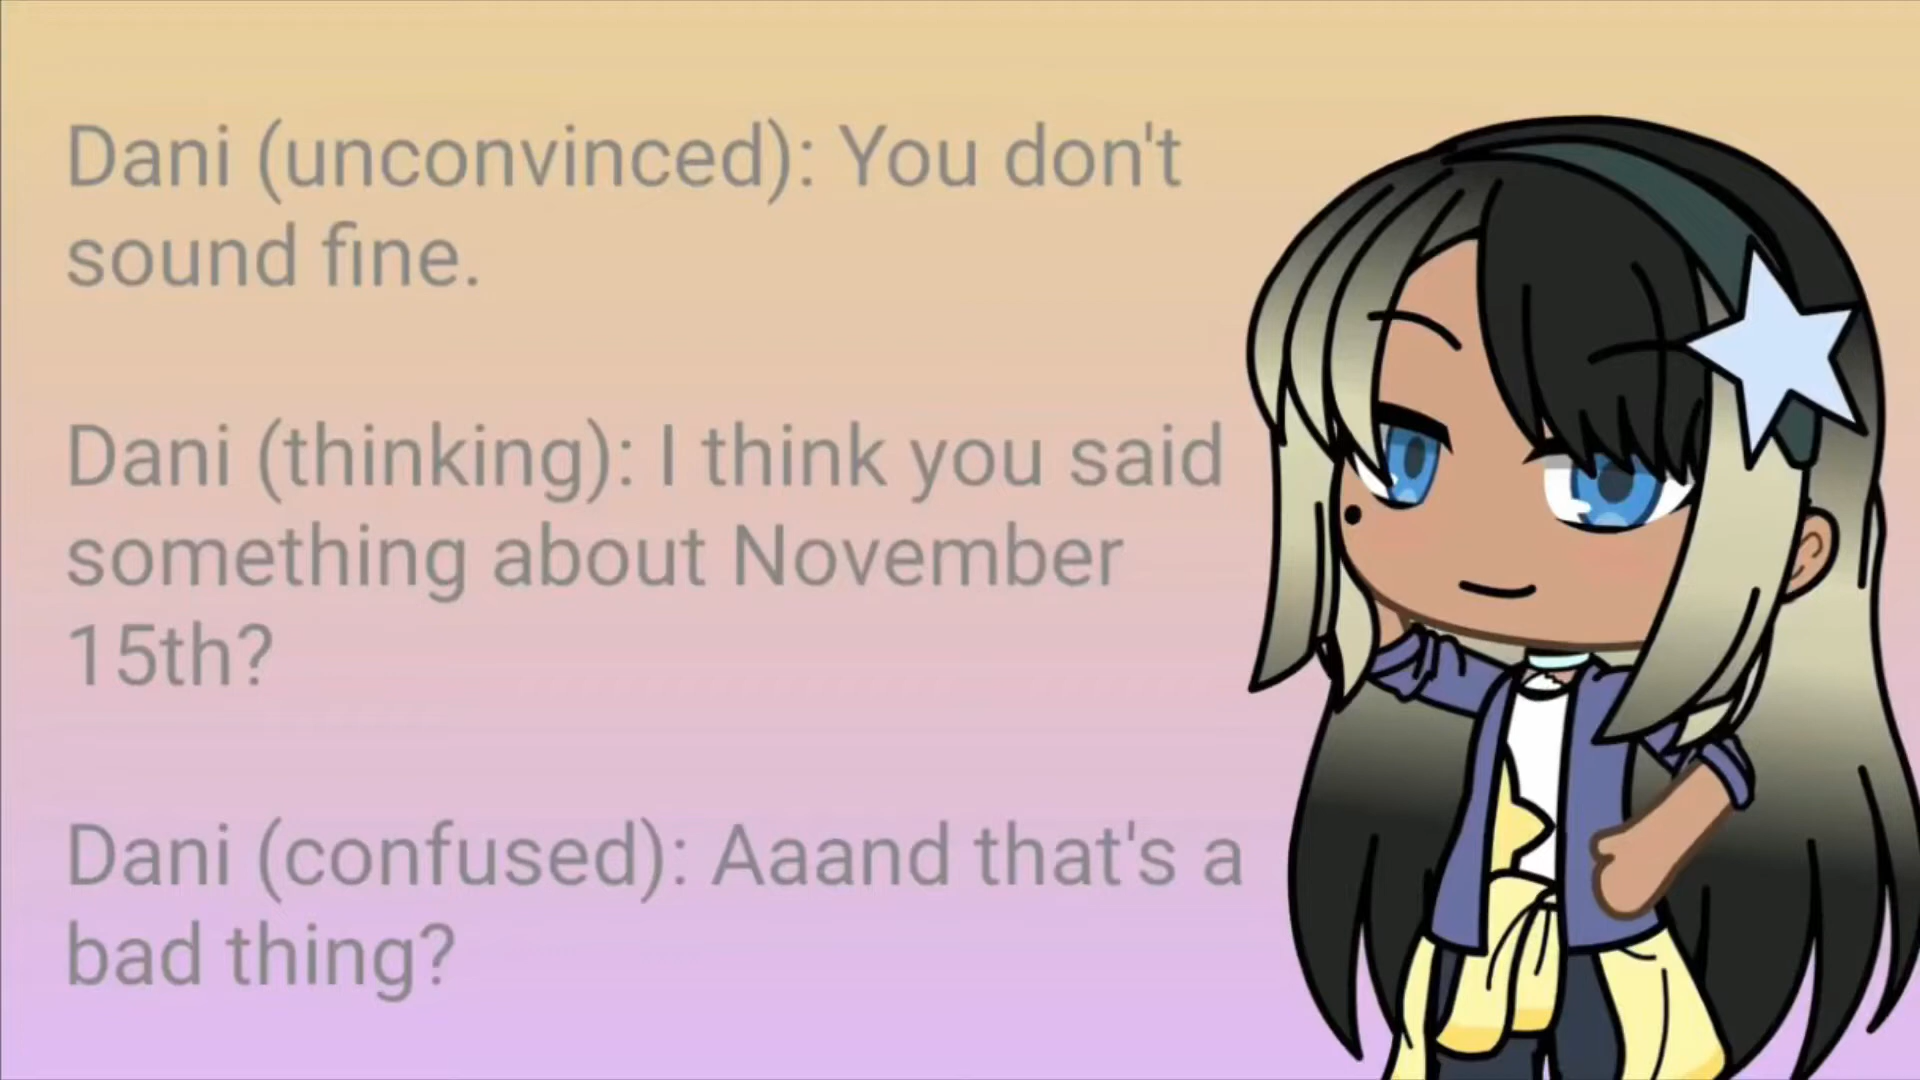 Dani (unconvinced): You don't
sound fine.
Dani (thinking): I think you said
something about November
15th?
Dani (confused): Aaand that's a
bad thing?